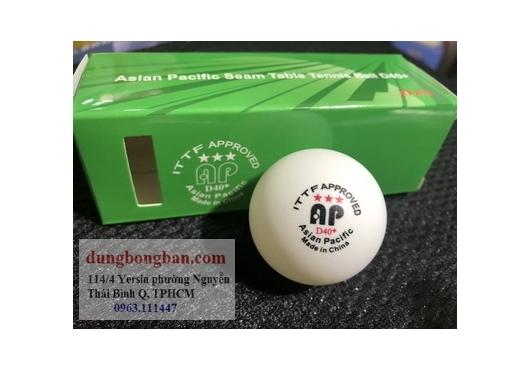 Asian Pacific Seam Table Tennis Ball D40+
ITTF APPROVED
★★★
AP
D40+
Asian Pacific
Made in China
ITTF APPROVED
★★★
AP
D40+
Asian Pacific
Made in China
dungbongban.com
114/4 Yersin phường Nguyễn
Thái Bình Q, TPHCM
0963.111447